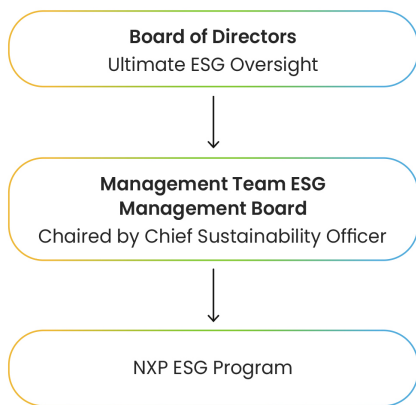 Board of Directors
Ultimate ESG Oversight
Management Team ESG
Management Board
Chaired by Chief Sustainability Officer
NXP ESG Program